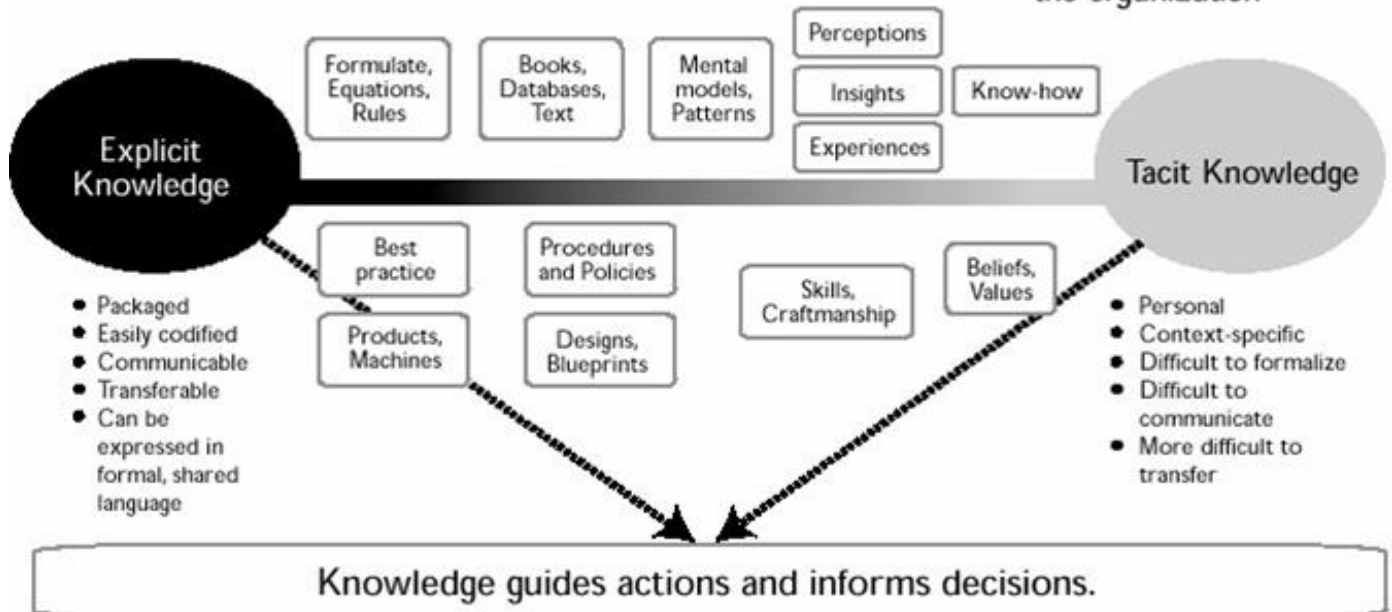 the organization
Formulate,
Equations,
Rules
Books,
Databases,
Text
Mental
models,
Patterns
Perceptions
Insights
Experiences
Know-how
Explicit
Knowledge
Tacit Knowledge
Best
practice
Procedures
and Policies
Products,
Machines
Designs,
Blueprints
Skills,
Craftmanship
Beliefs,
Values
• Packaged
• Easily codified
• Communicable
• Transferable
• Can be
expressed in
formal, shared
language
• Personal
• Context-specific
• Difficult to formalize
• Difficult to
communicate
• More difficult to
transfer
Knowledge guides actions and informs decisions.